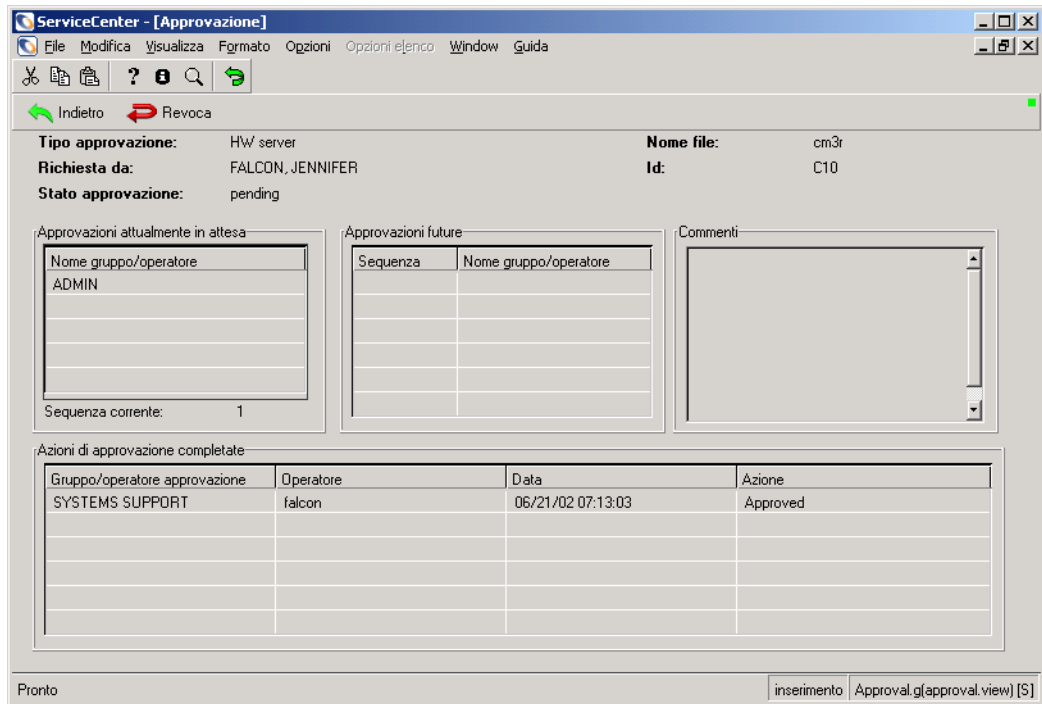 ServiceCenter - [Approvazione]
File Modifica Visualizza Formato Opzioni Opzioni elenco Window Guida
Indietro Revoca
Tipo approvazione: HW server Nome file: cm3r
Richiesta da: FALCON, JENNIFER Id: C10
Stato approvazione: pending
Approvazioni attualmente in attesa
Nome gruppo/operatore
ADMIN
Sequenza corrente: 1
Approvazioni future
Sequenza Nome gruppo/operatore
Commenti
Azioni di approvazione completate
Gruppo/operatore approvazione Operatore Data Azione
SYSTEMS SUPPORT falcon 06/21/02 07:13:03 Approved
Pronto inserimento Approval.g(approval.view) [S]